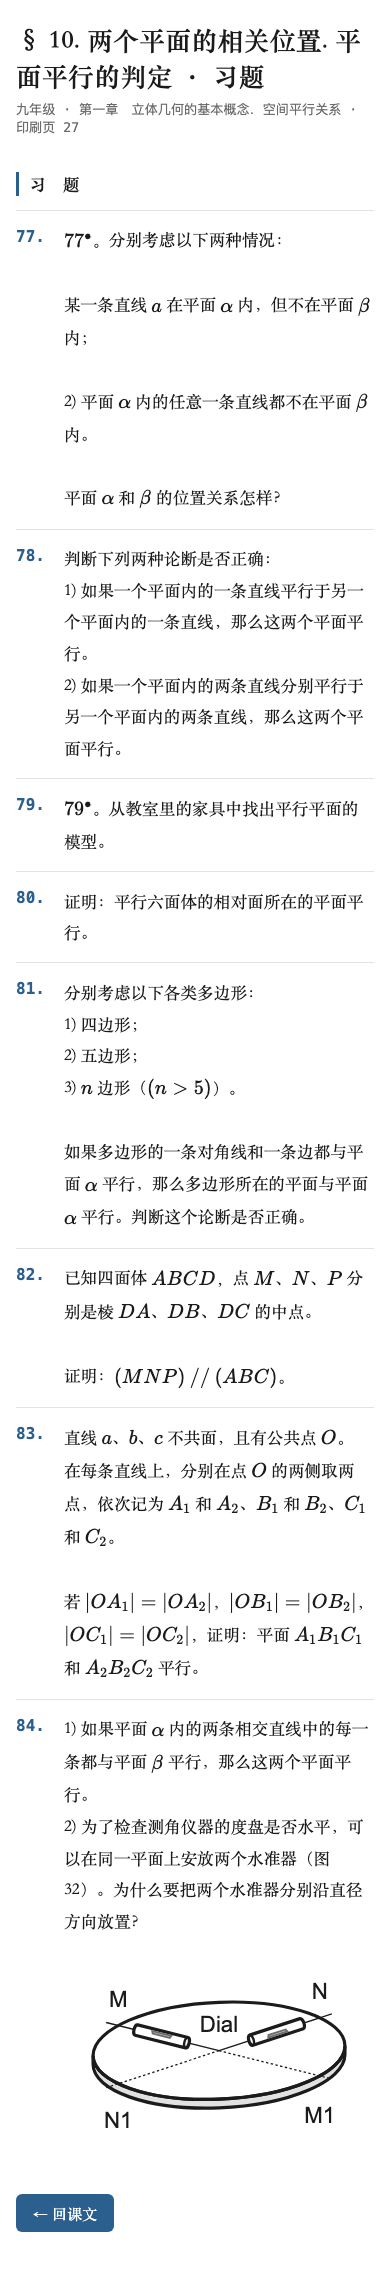 § 10. 两个平面的相关位置. 平
面平行的判定 · 习题
九年级 · 第一章 立体几何的基本概念. 空间平行关系 ·
印刷页 27
习 题
77. 77•。分别考虑以下两种情况：
某一条直线 a 在平面 α 内，但不在平面 β
内；
2) 平面 α 内的任意一条直线都不在平面 β
内。
平面 α 和 β 的位置关系怎样?
78. 判断下列两种论断是否正确：
1) 如果一个平面内的一条直线平行于另一
个平面内的一条直线，那么这两个平面平
行。
2) 如果一个平面内的两条直线分别平行于
另一个平面内的两条直线，那么这两个平
面平行。
79. 79•。从教室里的家具中找出平行平面的
模型。
80. 证明：平行六面体的相对面所在的平面平
行。
81. 分别考虑以下各类多边形：
1) 四边形；
2) 五边形；
3) n 边形（(n > 5)）。
如果多边形的一条对角线和一条边都与平
面 α 平行，那么多边形所在的平面与平面
α 平行。判断这个论断是否正确。
82. 已知四面体 ABCD，点 M、N、P 分
别是棱 DA、DB、DC 的中点。
证明：(MNP) // (ABC)。
83. 直线 a、b、c 不共面，且有公共点 O。
在每条直线上，分别在点 O 的两侧取两
点，依次记为 A₁ 和 A₂、B₁ 和 B₂、C₁
和 C₂。
若 |OA₁| = |OA₂|，|OB₁| = |OB₂|，
|OC₁| = |OC₂|，证明：平面 A₁B₁C₁
和 A₂B₂C₂ 平行。
84. 1) 如果平面 α 内的两条相交直线中的每一
条都与平面 β 平行，那么这两个平面平
行。
2) 为了检查测角仪器的度盘是否水平，可
以在同一平面上安放两个水准器（图
32）。为什么要把两个水准器分别沿直径
方向放置?
M
N
Dial
N1
M1
← 回课文